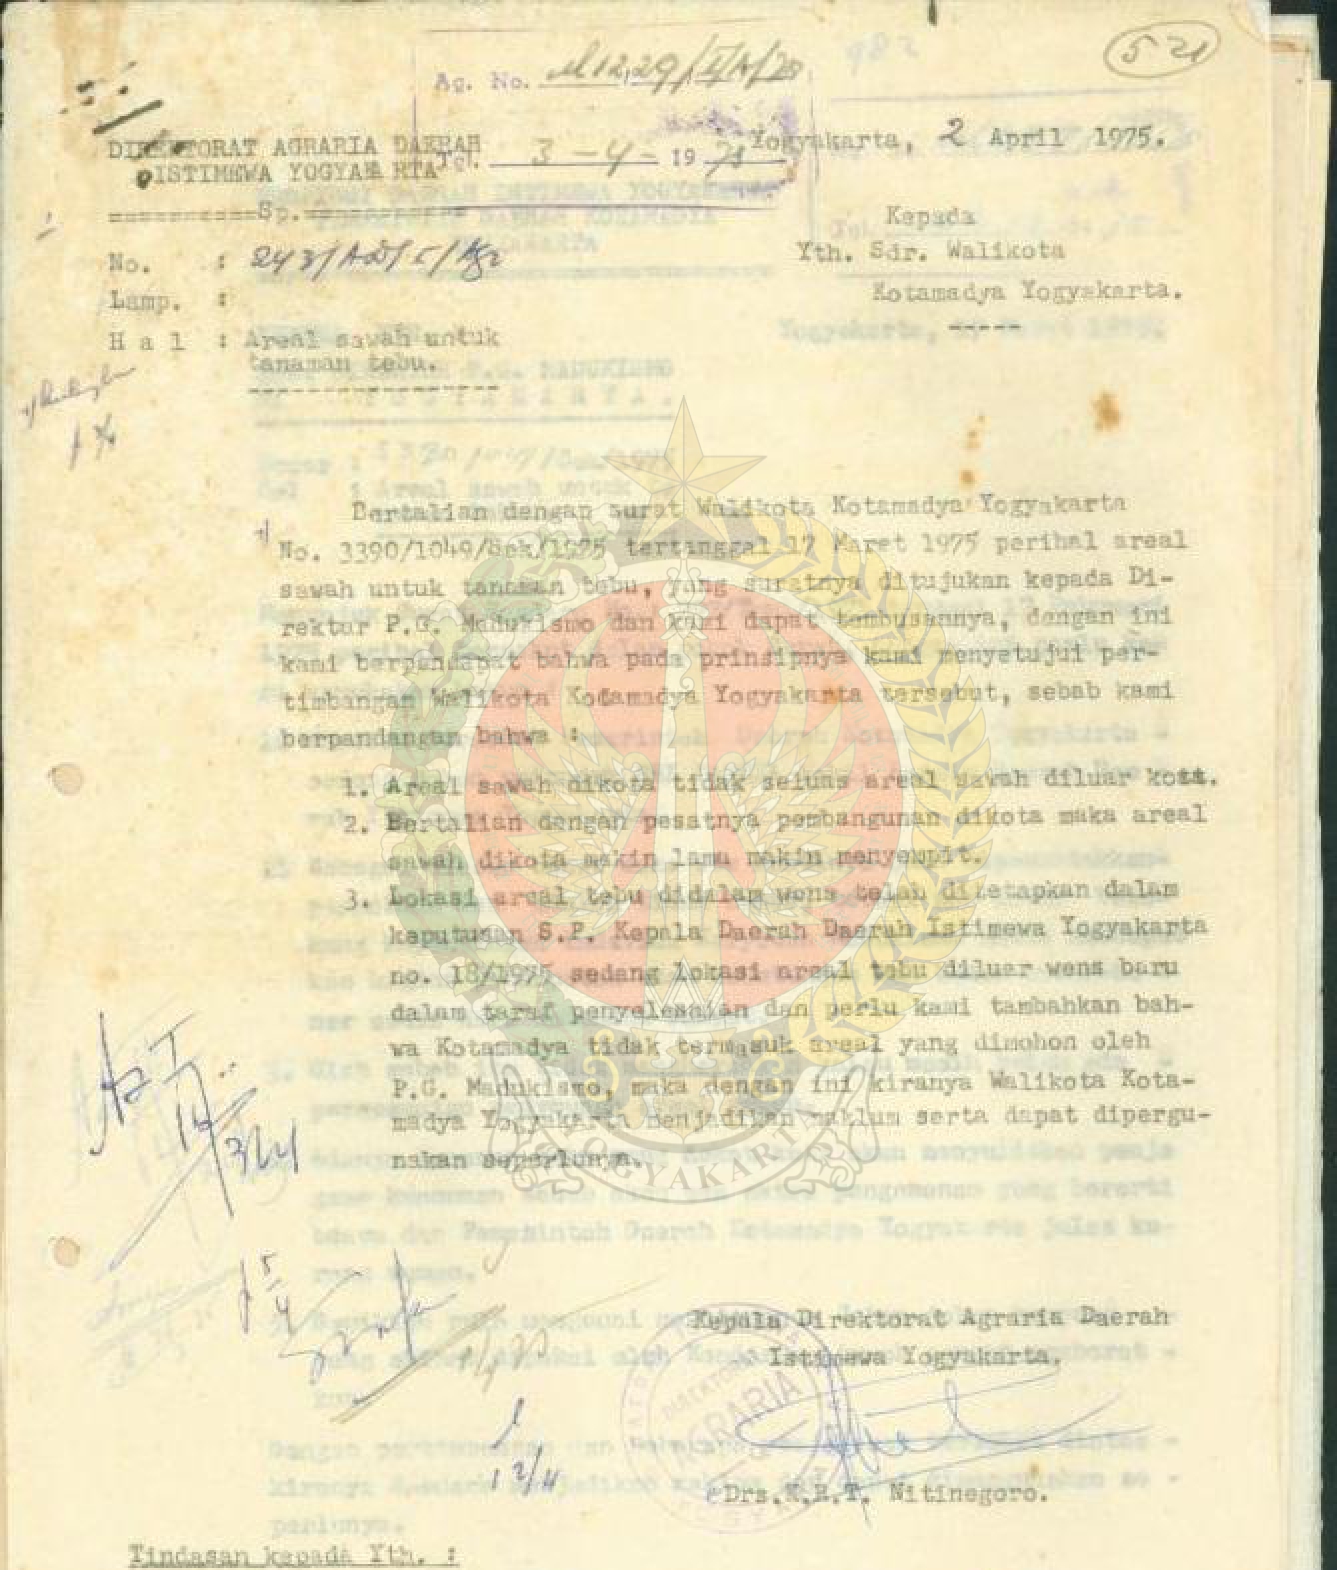 521
Ag. No.
Tgl. 3-4-1975
DIREKTORAT AGRARIA DAERAH
ISTIMEWA YOGYAKARTA
Sp.
Yogyakarta, 2 April 1975.
Kepada
Yth. Sdr. Walikota
Kotamadya Yogyakarta.
No. :
Lamp. :
H a l : Areal sawah untuk
tanaman tebu.
Bertalian dengan surat Walikota Kotamadya Yogyakarta
No. 3390/1049/Sek/1975 tertanggal 17 Maret 1975 perihal areal
sawah untuk tanaman tebu, yang suratnya ditujukan kepada Di-
rektur P.G. Madukismo dan kami dapat tembusannya, dengan ini
kami berpendapat bahwa pada prinsipnya kami menyetujui per-
timbangan Walikota Kodamadya Yogyakarta tersebut, sebab kami
berpandangan bahwa :
1. Areal sawah dikota tidak seluas areal sawah diluar kota.
2. Bertalian dengan pesatnya pembangunan dikota maka areal
sawah dikota makin lama makin menyempit.
3. Lokasi areal tebu didalam wens telah ditetapkan dalam
keputusan S.P. Kepala Daerah Daerah Istimewa Yogyakarta
no. 18/1975 sedang lokasi areal tebu diluar wens baru
dalam taraf penyelesaian dan perlu kami tambahkan bah-
wa Kotamadya tidak termasuk areal yang dimohon oleh
P.G. Madukismo, maka dengan ini kiranya Walikota Kota-
madya Yogyakarta menjadikan maklum serta dapat dipergu-
nakan seperlunya.
YOGYAKARTA
Kepala Direktorat Agraria Daerah
Istimewa Yogyakarta.
DIREKTORAT
AGRARIA
Drs.K.R.T. Nitinegoro.
Tindasan kepada Yth. :